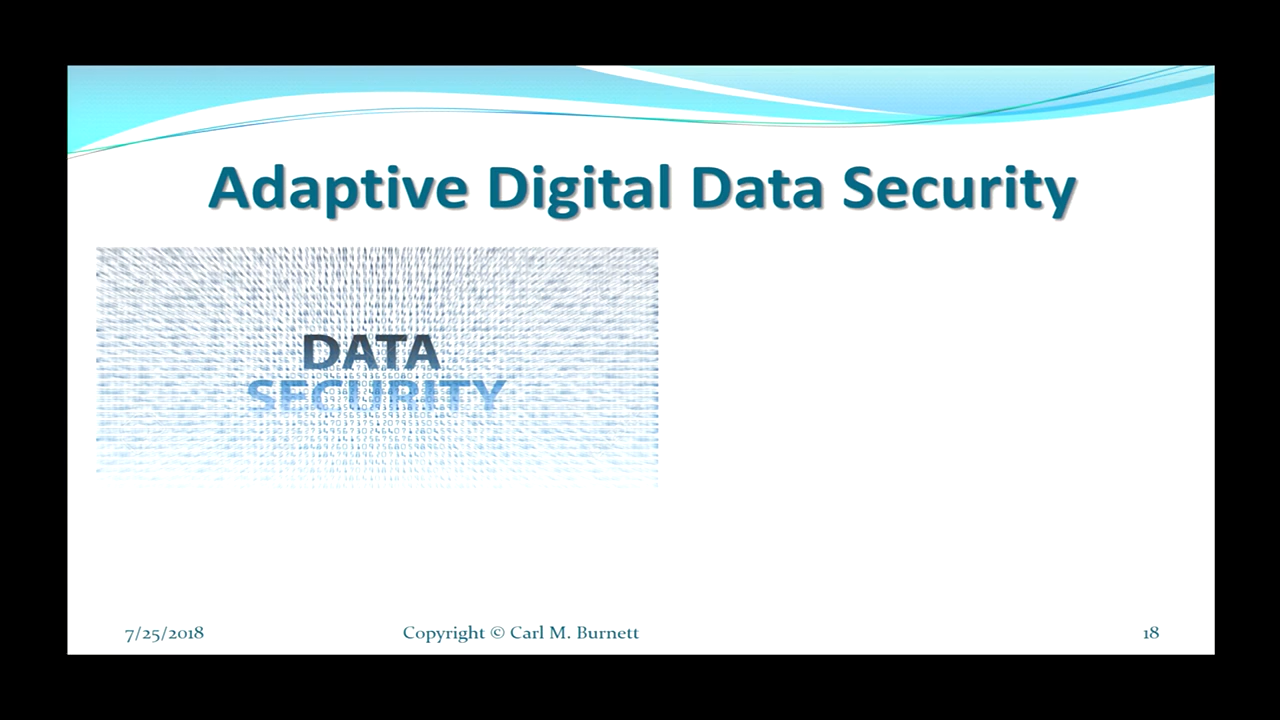 Adaptive Digital Data Security
DATA
SECURITY
7/25/2018
Copyright © Carl M. Burnett
18